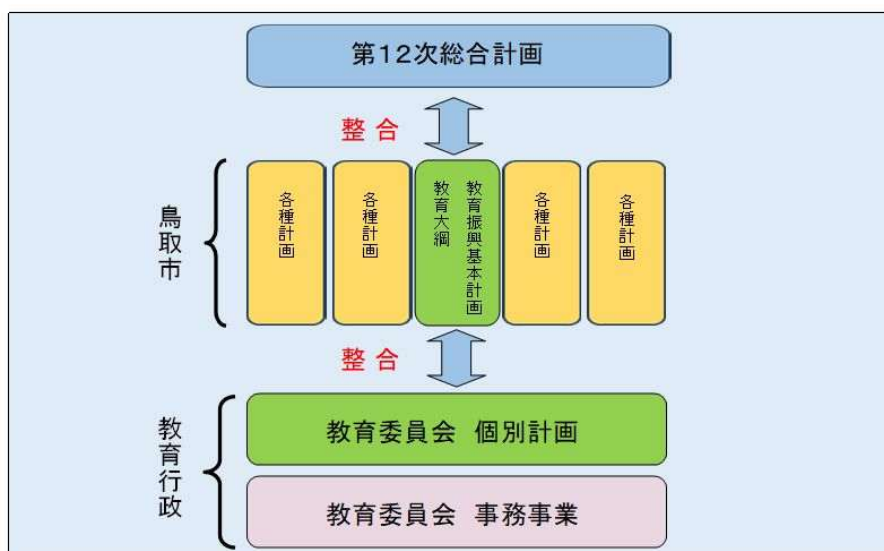 第12次総合計画
整合
鳥取市
各種計画
各種計画
教育振興基本計画
教育大綱
各種計画
各種計画
整合
教育行政
教育委員会 個別計画
教育委員会 事務事業